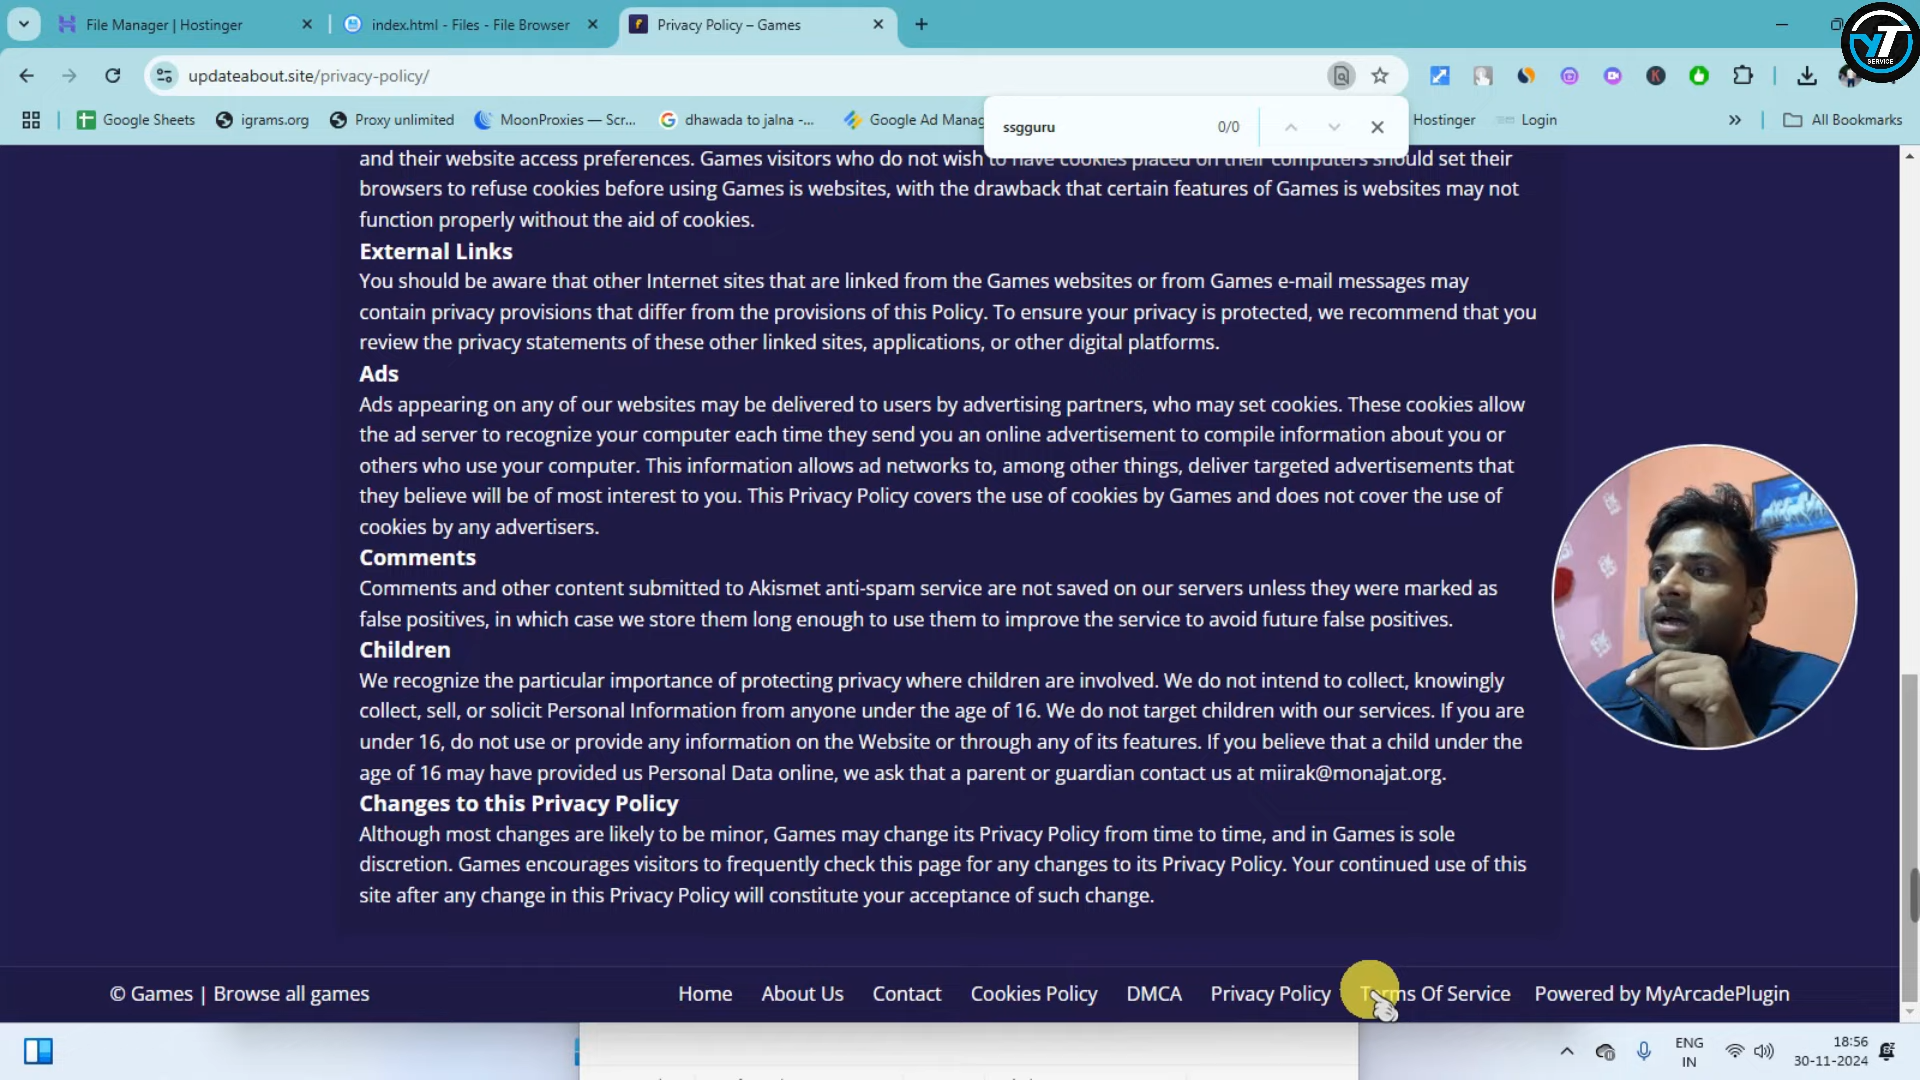 File Manager | Hostinger
index.html - Files - File Browser
Privacy Policy – Games
YT
SERVICE
updateabout.site/privacy-policy/
Google Sheets
igrams.org
Proxy unlimited
MoonProxies — Scr...
dhawada to jalna -...
Google Ad Manag
ssgguru
0/0
Hostinger
Login
All Bookmarks
and their website access preferences. Games visitors who do not wish to have cookies placed on their computers should set their
browsers to refuse cookies before using Games is websites, with the drawback that certain features of Games is websites may not
function properly without the aid of cookies.
External Links
You should be aware that other Internet sites that are linked from the Games websites or from Games e-mail messages may
contain privacy provisions that differ from the provisions of this Policy. To ensure your privacy is protected, we recommend that you
review the privacy statements of these other linked sites, applications, or other digital platforms.
Ads
Ads appearing on any of our websites may be delivered to users by advertising partners, who may set cookies. These cookies allow
the ad server to recognize your computer each time they send you an online advertisement to compile information about you or
others who use your computer. This information allows ad networks to, among other things, deliver targeted advertisements that
they believe will be of most interest to you. This Privacy Policy covers the use of cookies by Games and does not cover the use of
cookies by any advertisers.
Comments
Comments and other content submitted to Akismet anti-spam service are not saved on our servers unless they were marked as
false positives, in which case we store them long enough to use them to improve the service to avoid future false positives.
Children
We recognize the particular importance of protecting privacy where children are involved. We do not intend to collect, knowingly
collect, sell, or solicit Personal Information from anyone under the age of 16. We do not target children with our services. If you are
under 16, do not use or provide any information on the Website or through any of its features. If you believe that a child under the
age of 16 may have provided us Personal Data online, we ask that a parent or guardian contact us at miirak@monajat.org.
Changes to this Privacy Policy
Although most changes are likely to be minor, Games may change its Privacy Policy from time to time, and in Games is sole
discretion. Games encourages visitors to frequently check this page for any changes to its Privacy Policy. Your continued use of this
site after any change in this Privacy Policy will constitute your acceptance of such change.
© Games | Browse all games
Home
About Us
Contact
Cookies Policy
DMCA
Privacy Policy
Terms Of Service
Powered by MyArcadePlugin
ENG
IN
18:56
30-11-2024